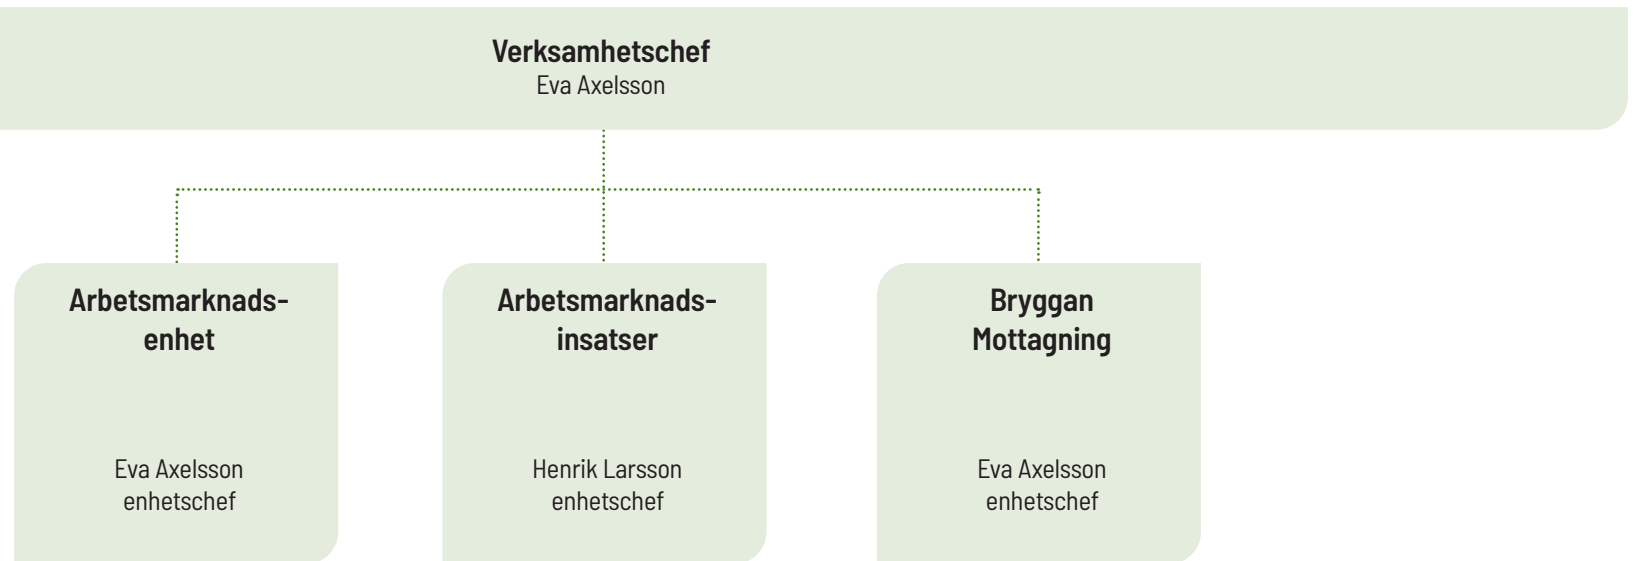 Verksamhetschef
Eva Axelsson
Arbetsmarknads-
enhet
Eva Axelsson
enhetschef
Arbetsmarknads-
insatser
Henrik Larsson
enhetschef
Bryggan
Mottagning
Eva Axelsson
enhetschef